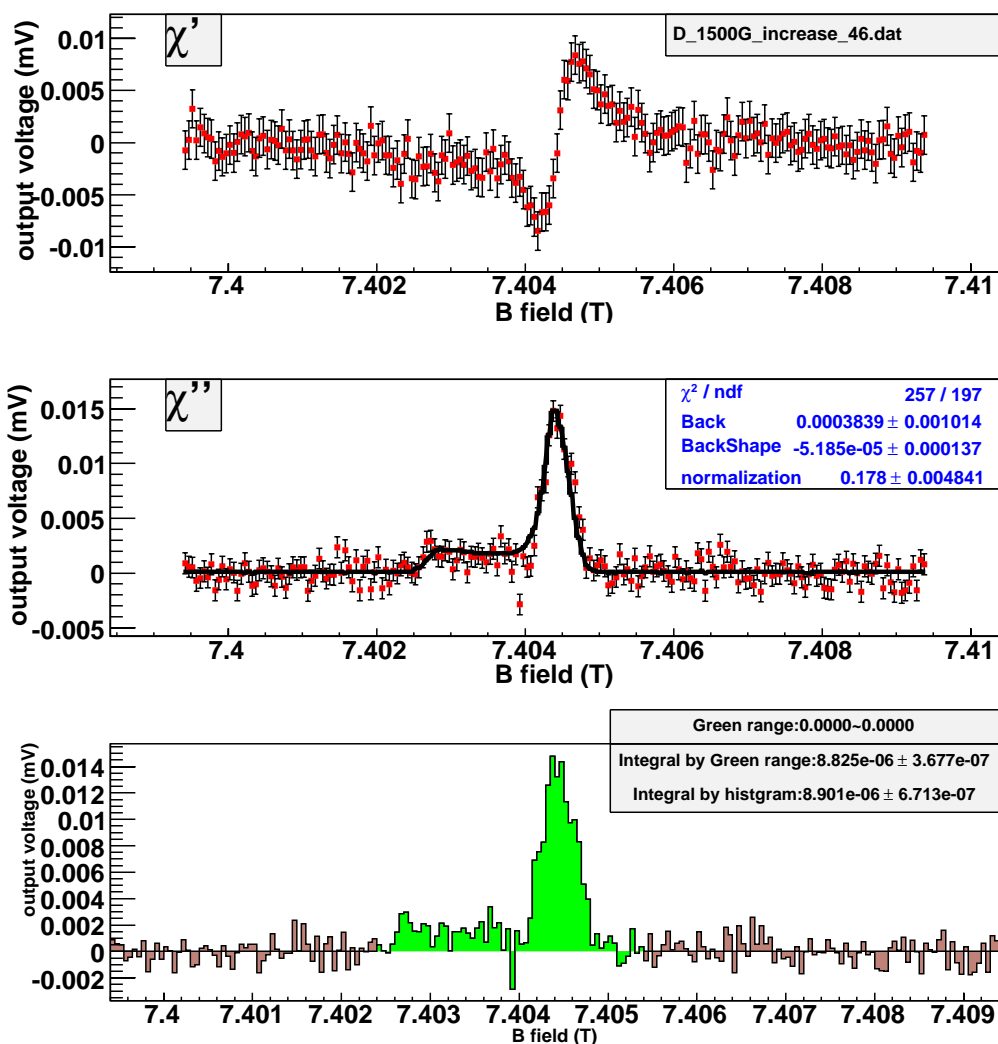 χ'
D_1500G_increase_46.dat
output voltage (mV)
0.01
0.005
0
-0.005
-0.01
7.4 7.402 7.404 7.406 7.408 7.41
B field (T)
χ''
χ² / ndf 257 / 197
Back 0.0003839 ± 0.001014
BackShape -5.185e-05 ± 0.000137
normalization 0.178 ± 0.004841
output voltage (mV)
0.015
0.01
0.005
0
-0.005
7.4 7.402 7.404 7.406 7.408 7.41
B field (T)
Green range:0.0000~0.0000
Integral by Green range:8.825e-06 ± 3.677e-07
Integral by histgram:8.901e-06 ± 6.713e-07
output voltage (mV)
0.014
0.012
0.01
0.008
0.006
0.004
0.002
0
-0.002
7.4 7.401 7.402 7.403 7.404 7.405 7.406 7.407 7.408 7.409
B field (T)